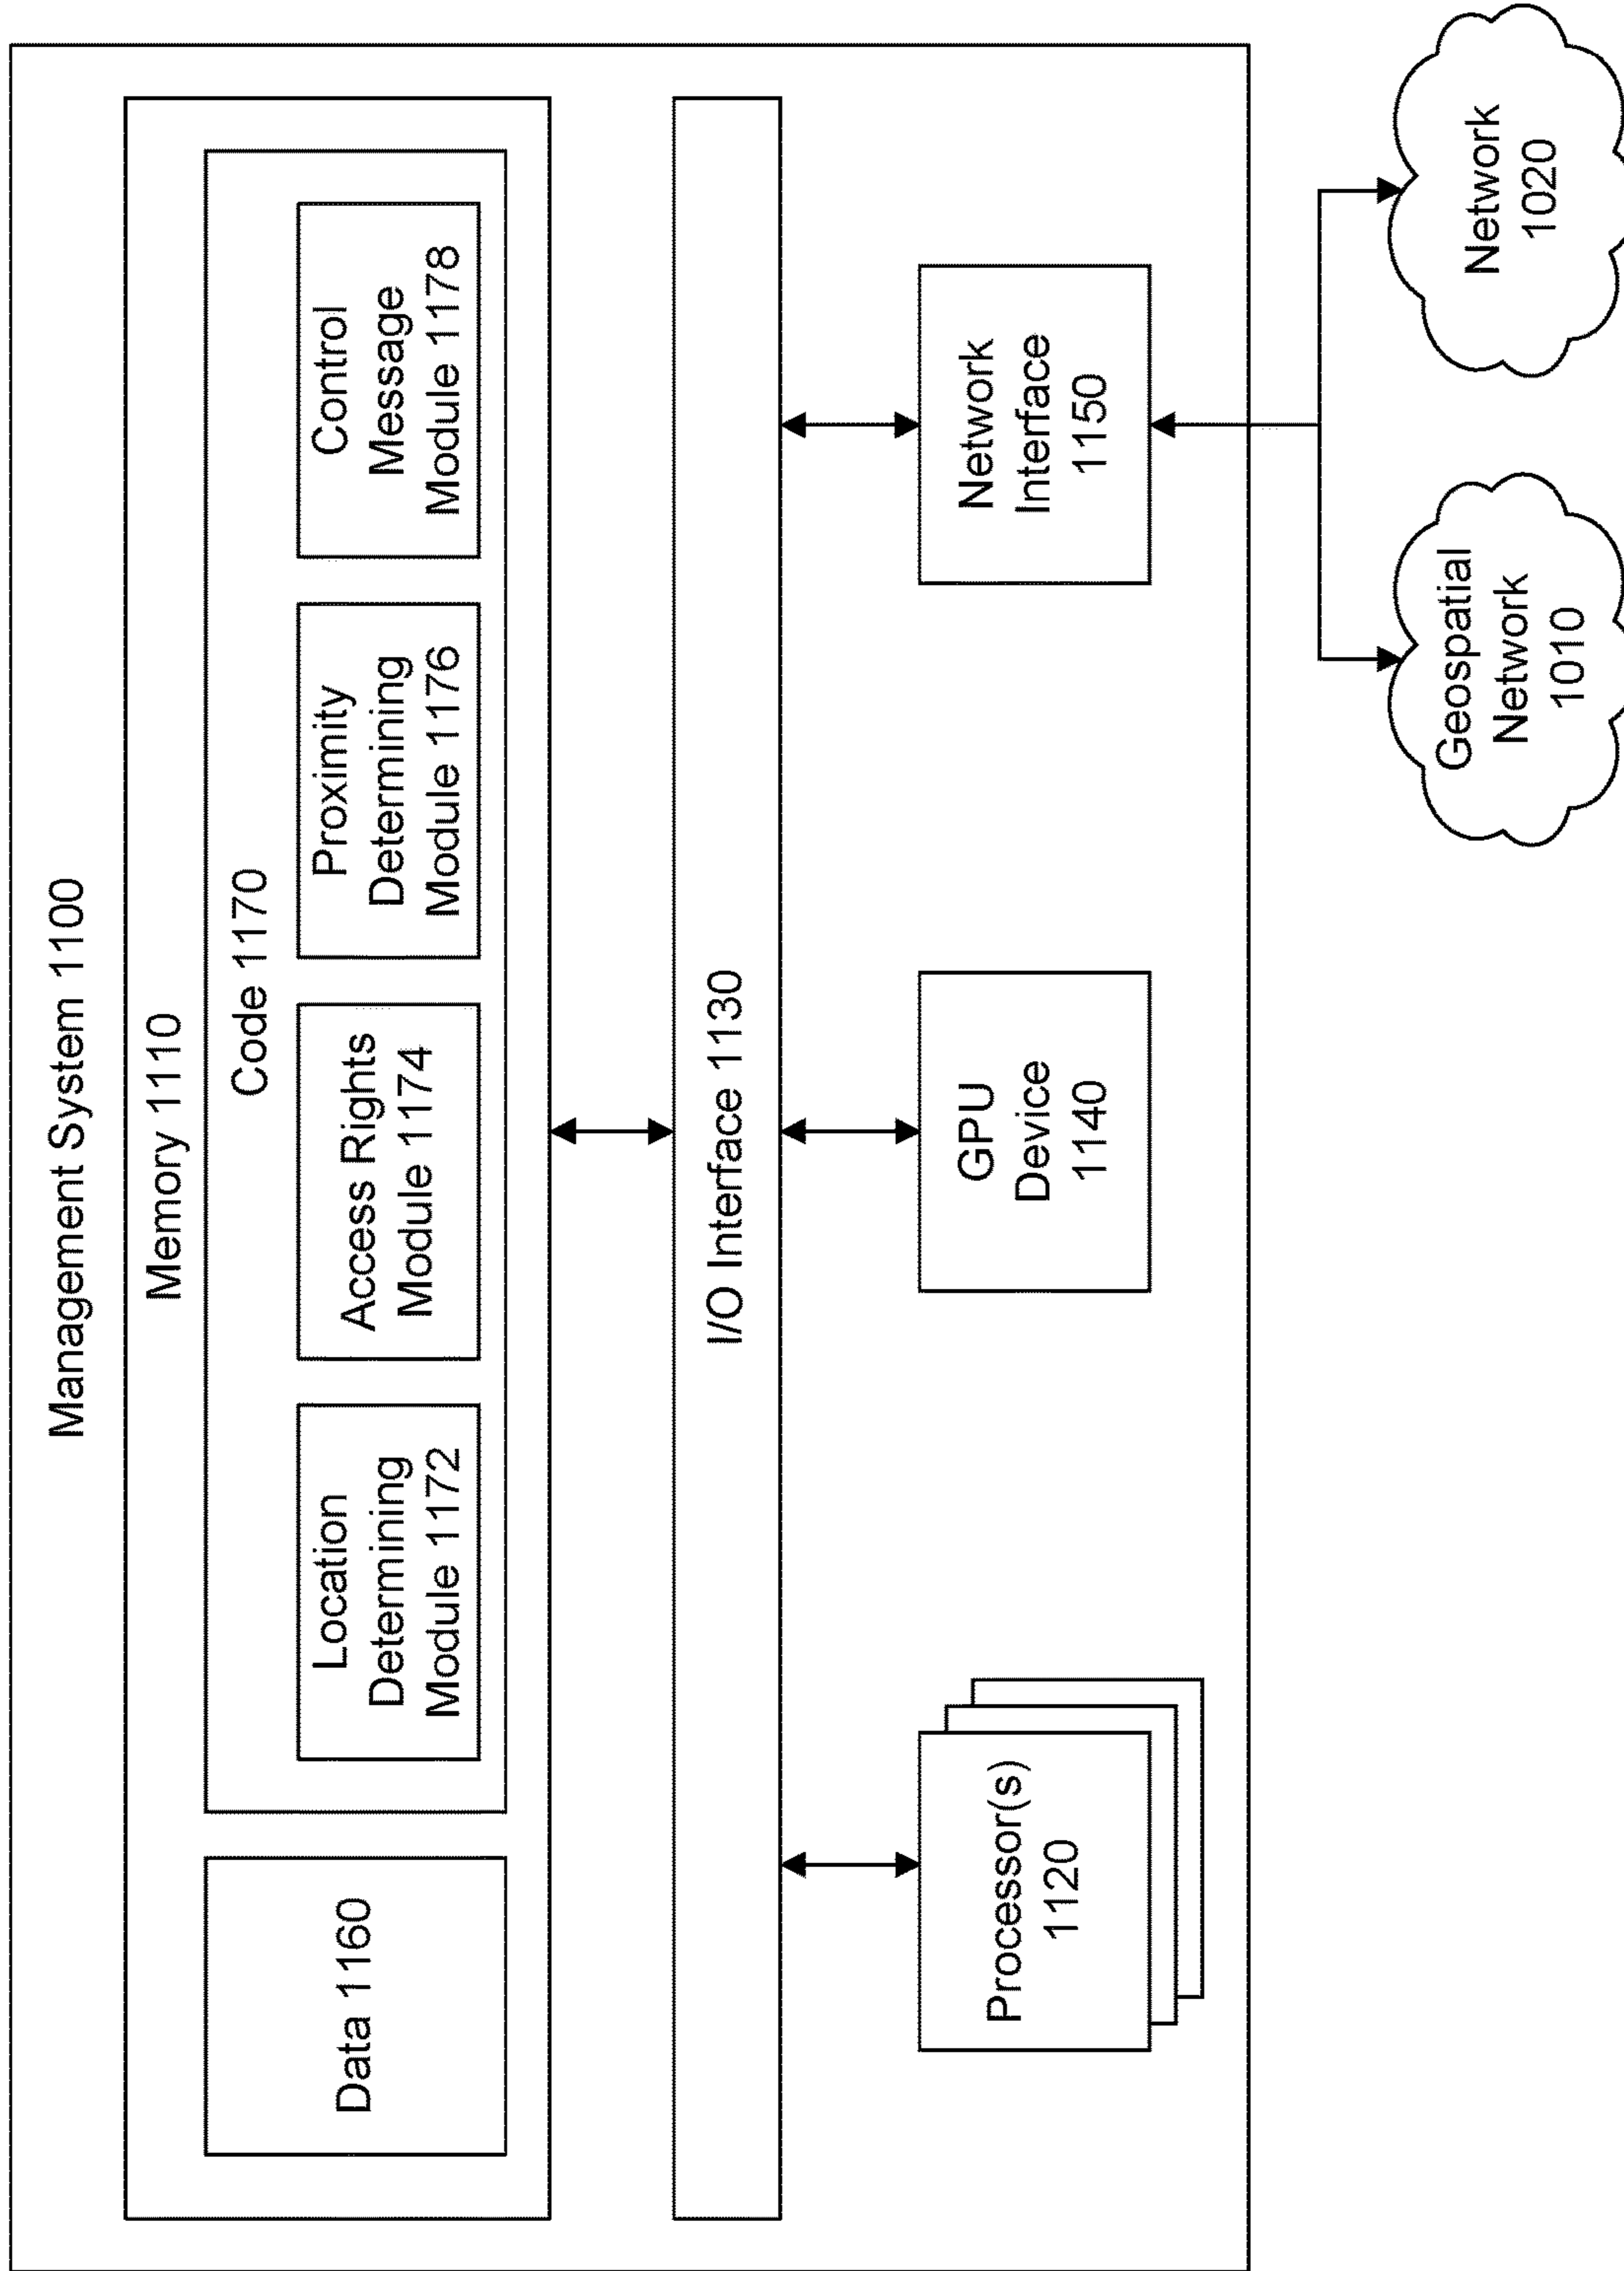 Management System 1100
Memory 1110
Data 1160
Code 1170
Location
Determining
Module 1172
Access Rights
Module 1174
Proximity
Determining
Module 1176
Control
Message
Module 1178
I/O Interface 1130
Processor(s)
1120
GPU
Device
1140
Network
Interface
1150
Geospatial
Network
1010
Network
1020